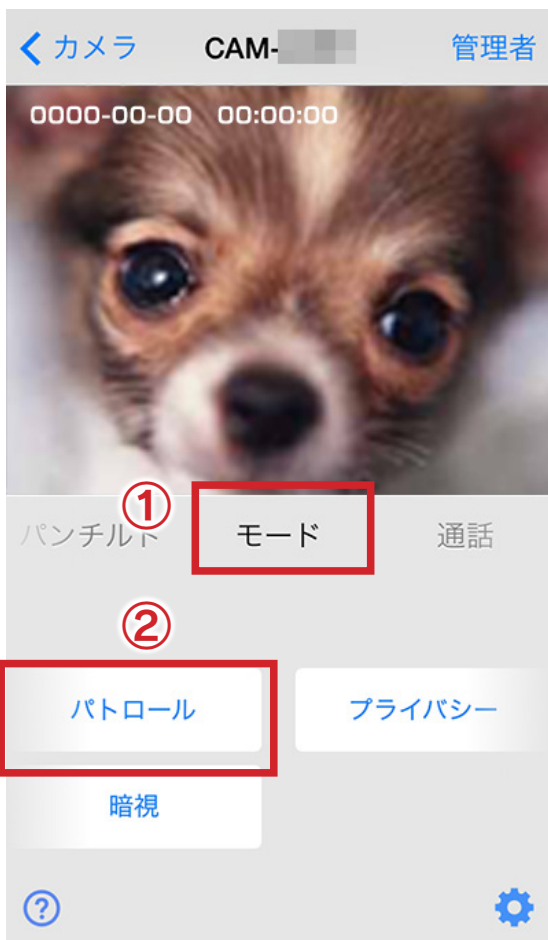 カメラ CAM- 管理者
0000-00-00 00:00:00
①
パンチルト モード 通話
②
パトロール プライバシー
暗視
?